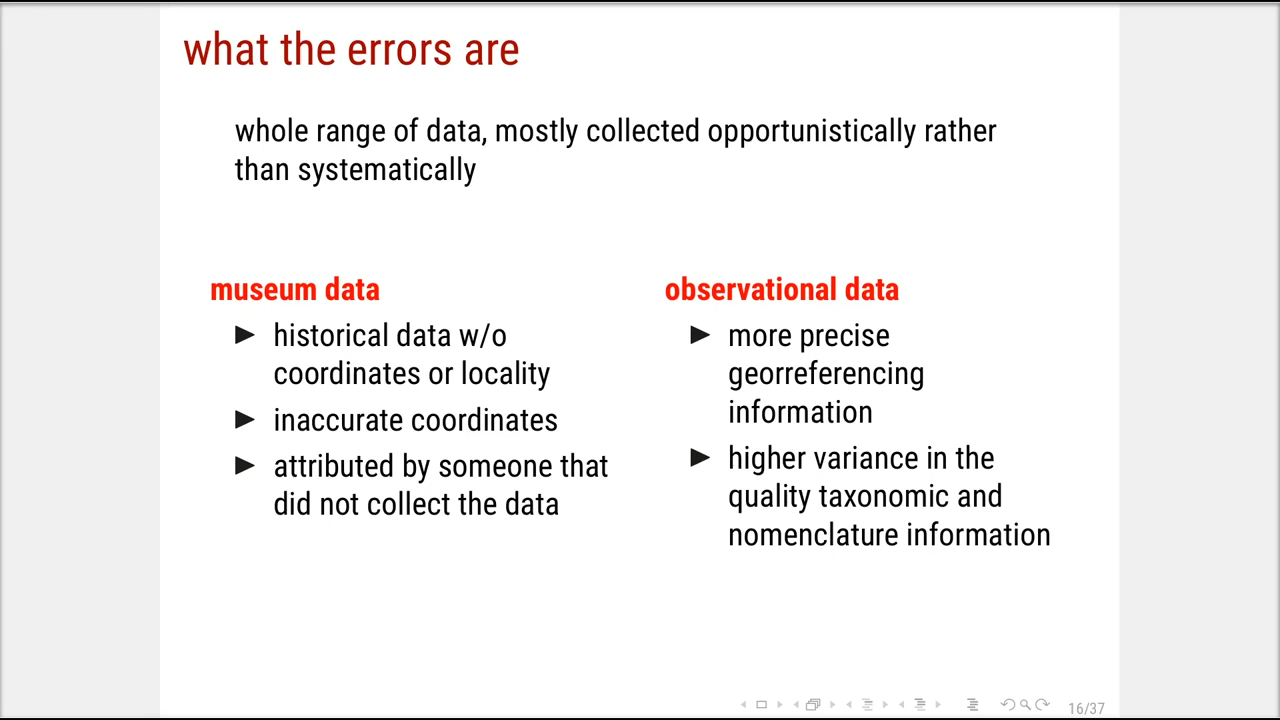 what the errors are
whole range of data, mostly collected opportunistically rather
than systematically
museum data
historical data w/o
coordinates or locality
inaccurate coordinates
attributed by someone that
did not collect the data
observational data
more precise
georreferencing
information
higher variance in the
quality taxonomic and
nomenclature information
16/37